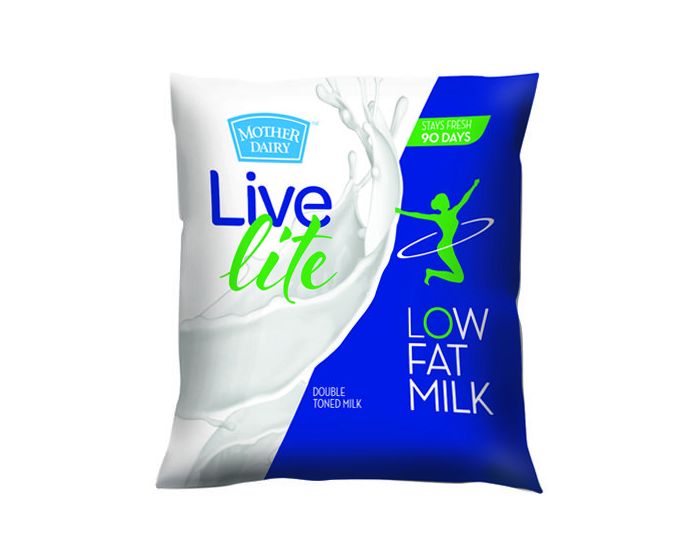 MOTHER
DAIRY
Live
lite
STAYS FRESH
90 DAYS
LOW
FAT
MILK
DOUBLE
TONED MILK